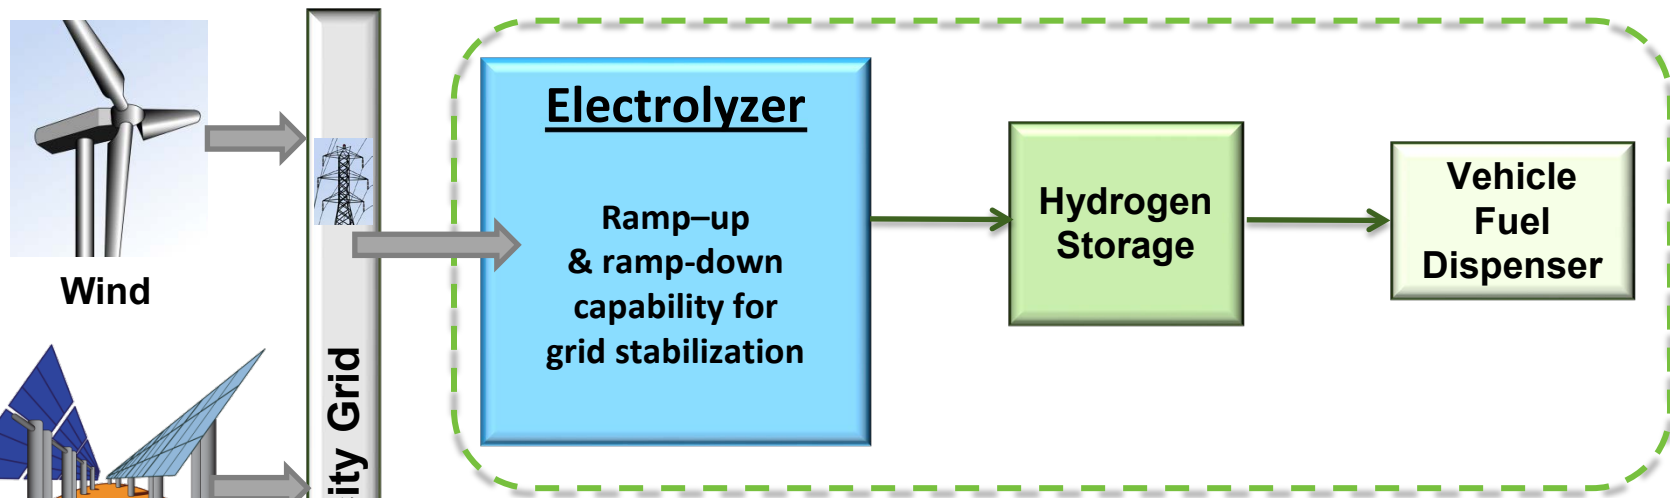 Wind
ity Grid
Electrolyzer
Ramp–up
& ramp-down
capability for
grid stabilization
Hydrogen
Storage
Vehicle
Fuel
Dispenser